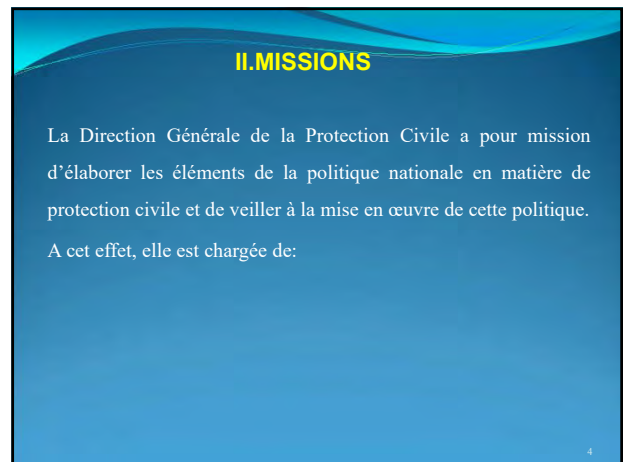 II.MISSIONS
La Direction Générale de la Protection Civile a pour mission
d’élaborer les éléments de la politique nationale en matière de
protection civile et de veiller à la mise en œuvre de cette politique.
A cet effet, elle est chargée de:
4